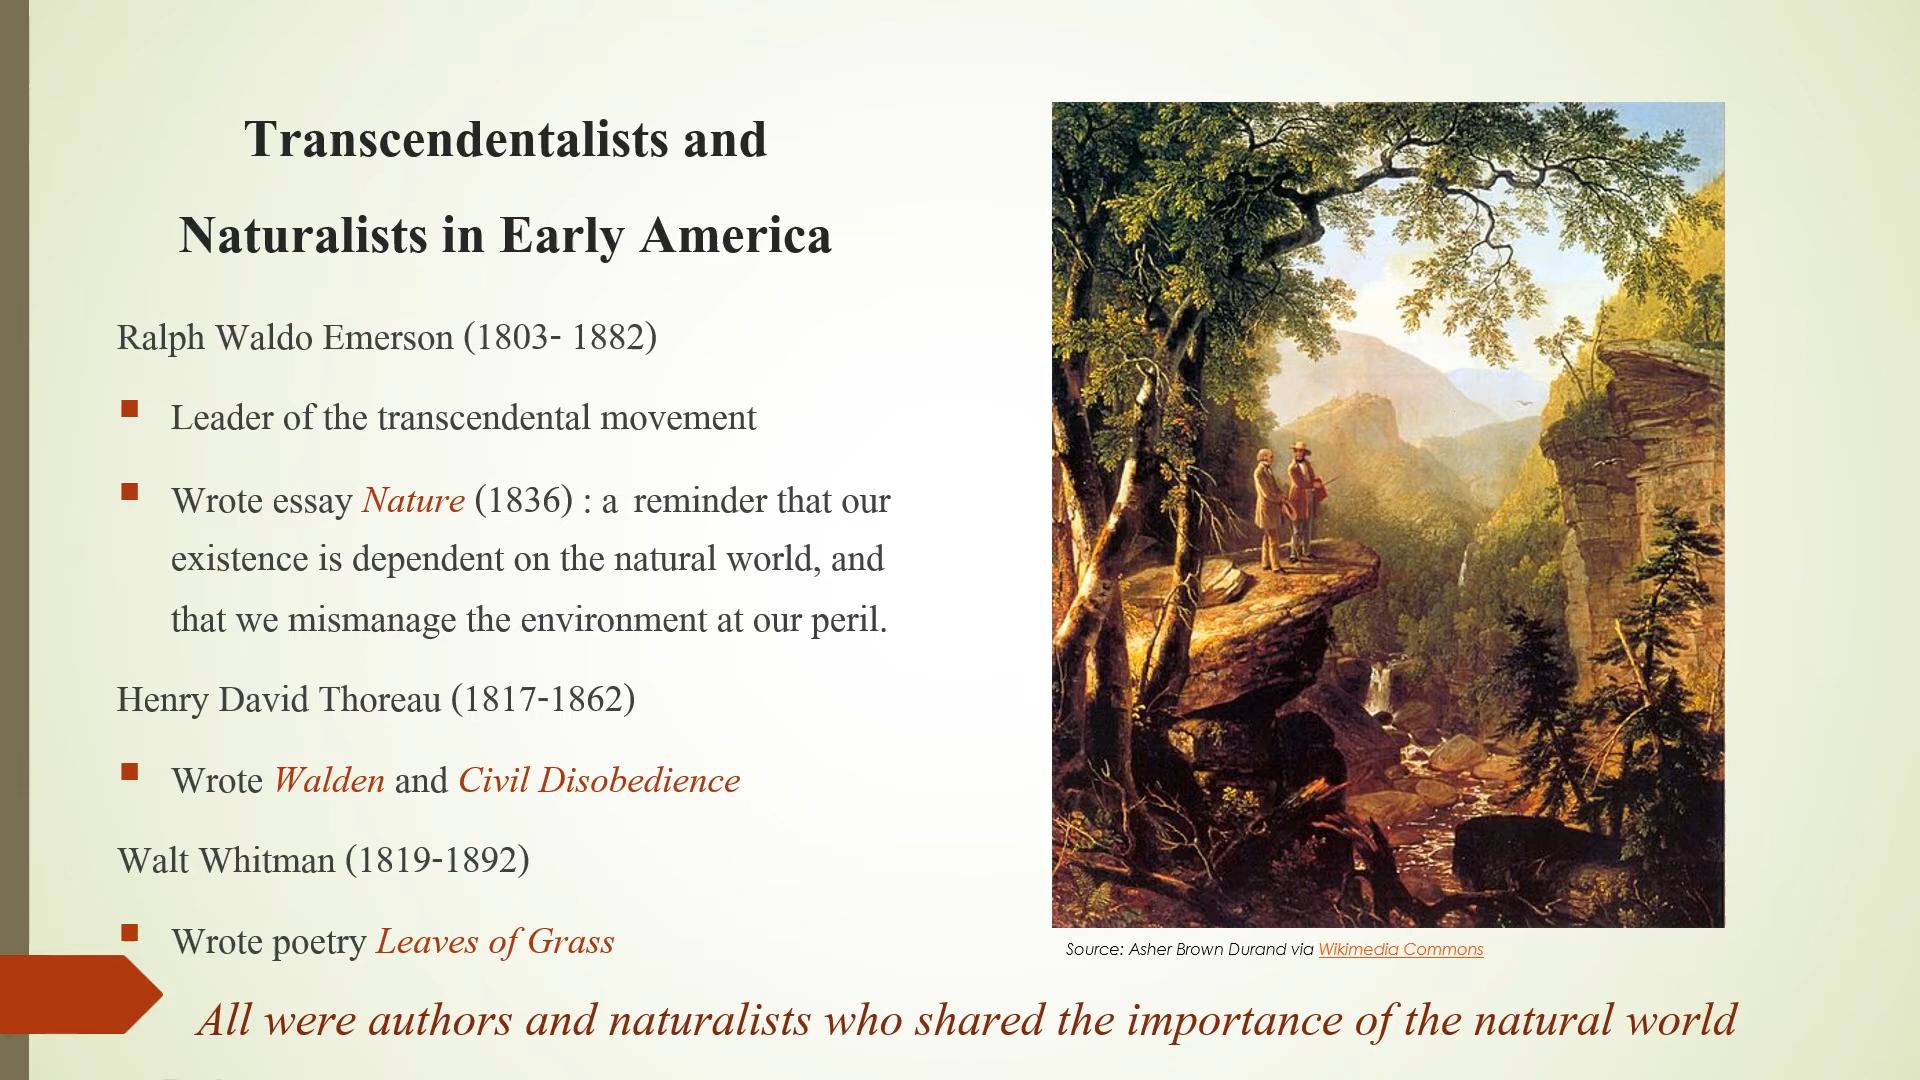 Transcendentalists and
Naturalists in Early America
Ralph Waldo Emerson (1803- 1882)
Leader of the transcendental movement
Wrote essay Nature (1836) : a reminder that our
existence is dependent on the natural world, and
that we mismanage the environment at our peril.
Henry David Thoreau (1817-1862)
Wrote Walden and Civil Disobedience
Walt Whitman (1819-1892)
Wrote poetry Leaves of Grass
Source: Asher Brown Durand via Wikimedia Commons
All were authors and naturalists who shared the importance of the natural world